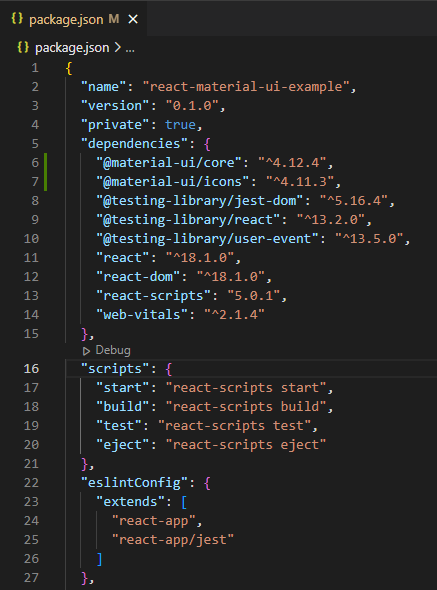 {} package.json M ×
{} package.json > ...
1 {
2 "name": "react-material-ui-example",
3 "version": "0.1.0",
4 "private": true,
5 "dependencies": {
6 "@material-ui/core": "^4.12.4",
7 "@material-ui/icons": "^4.11.3",
8 "@testing-library/jest-dom": "^5.16.4",
9 "@testing-library/react": "^13.2.0",
10 "@testing-library/user-event": "^13.5.0",
11 "react": "^18.1.0",
12 "react-dom": "^18.1.0",
13 "react-scripts": "5.0.1",
14 "web-vitals": "^2.1.4"
15 },
Debug
16 "scripts": {
17 "start": "react-scripts start",
18 "build": "react-scripts build",
19 "test": "react-scripts test",
20 "eject": "react-scripts eject"
21 },
22 "eslintConfig": {
23 "extends": [
24 "react-app",
25 "react-app/jest"
26 ]
27 },